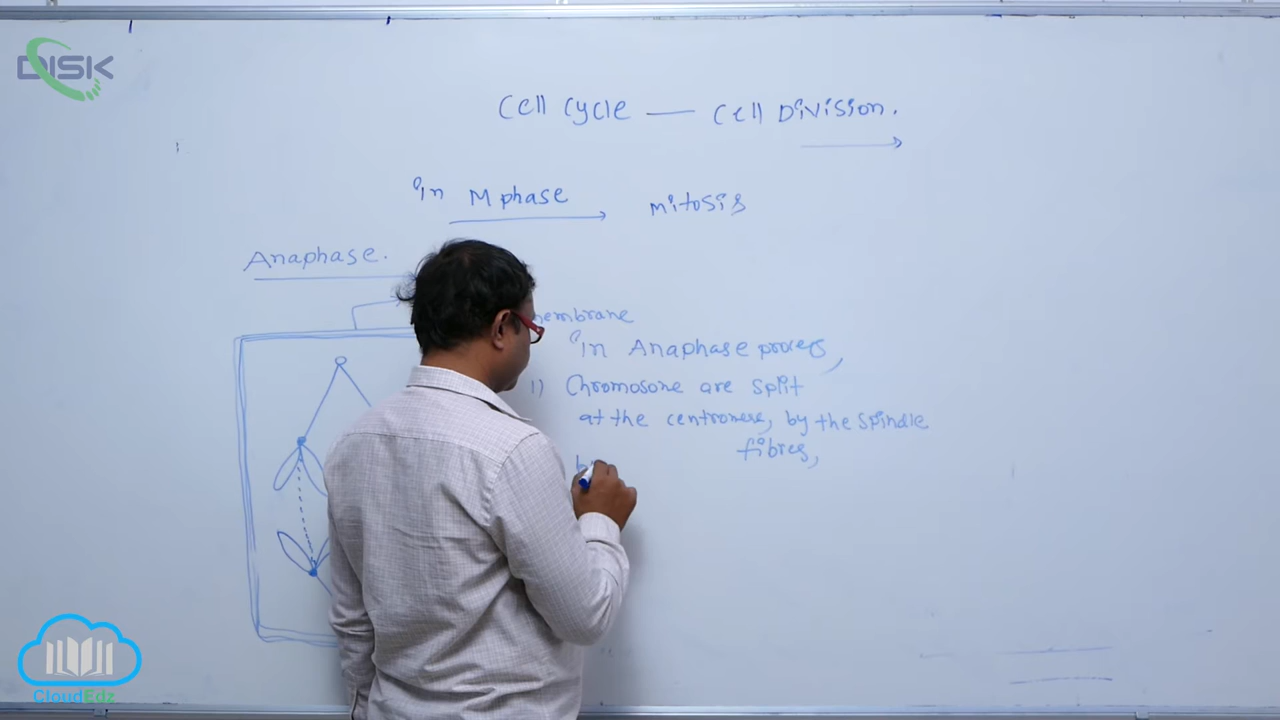 DISK
Cell Cycle — Cell Division.
in M phase mitosis
Anaphase.
membrane
in Anaphase process,
1) Chromosone are split
at the centromere, by the spindle
fibres,
CloudEdz